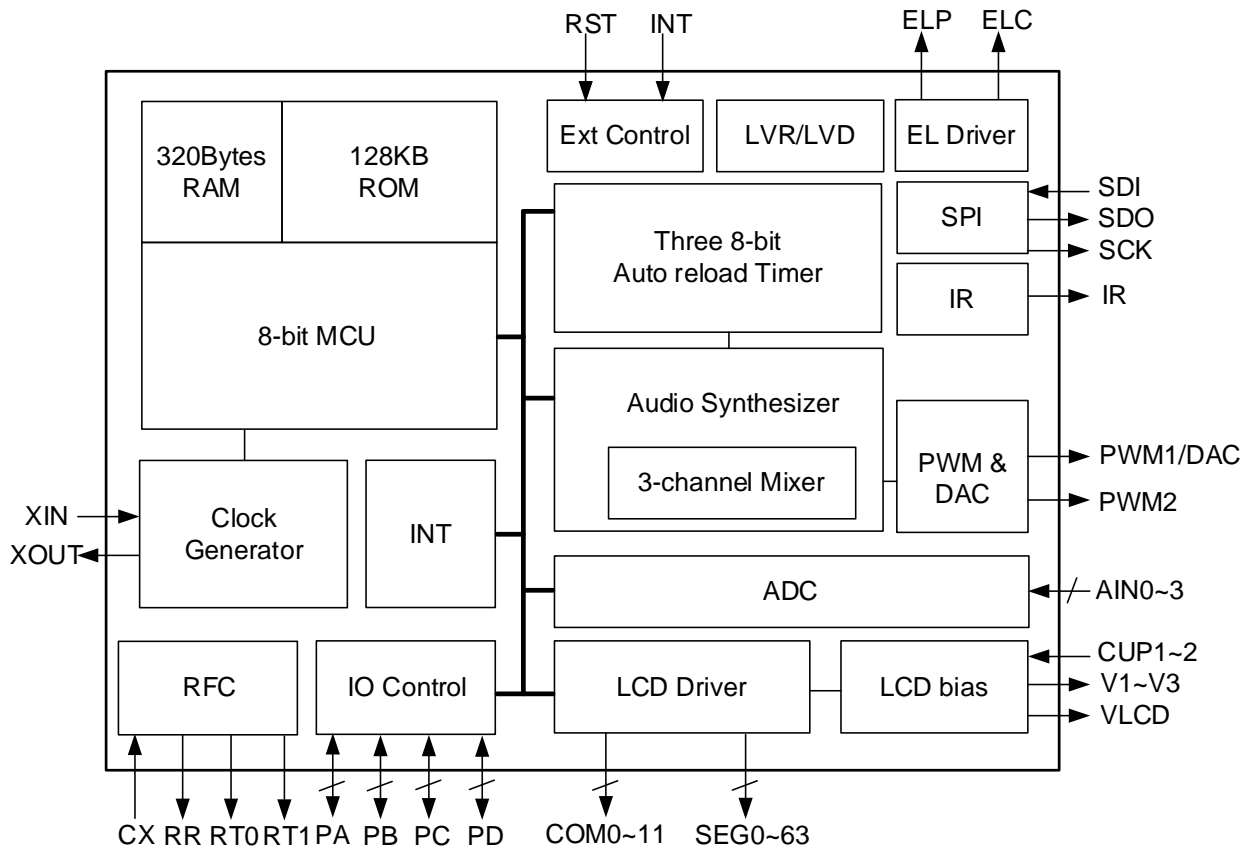 RST
INT
ELP
ELC
320Bytes
RAM
128KB
ROM
8-bit MCU
Ext Control
LVR/LVD
EL Driver
SPI
SDI
SDO
SCK
IR
IR
Three 8-bit
Auto reload Timer
Audio Synthesizer
3-channel Mixer
PWM &
DAC
PWM1/DAC
PWM2
XIN
XOUT
Clock
Generator
INT
ADC
AIN0~3
RFC
IO Control
LCD Driver
LCD bias
CUP1~2
V1~V3
VLCD
CX
RR
RT0
RT1
PA
PB
PC
PD
COM0~11
SEG0~63